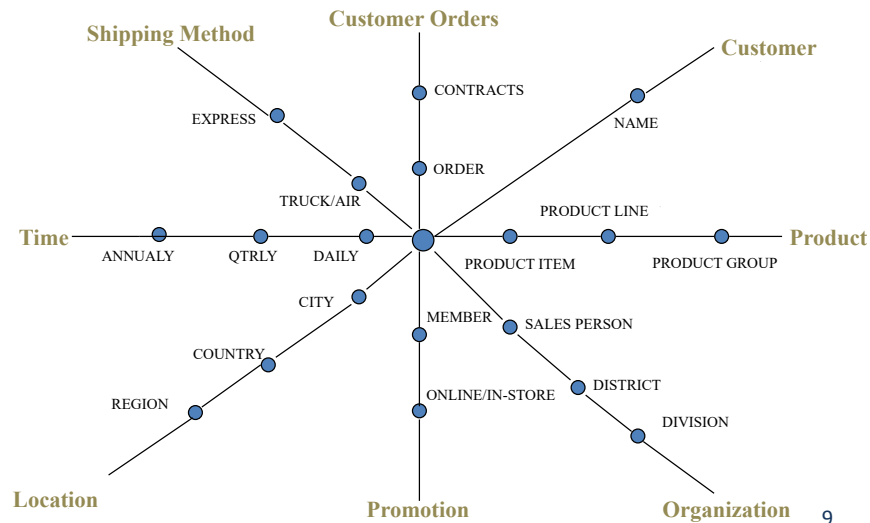 Customer Orders
Shipping Method
Customer
CONTRACTS
EXPRESS
NAME
ORDER
TRUCK/AIR
PRODUCT LINE
Time
Product
ANNUALY
QTRLY
DAILY
PRODUCT ITEM
PRODUCT GROUP
CITY
MEMBER
SALES PERSON
COUNTRY
DISTRICT
ONLINE/IN-STORE
REGION
DIVISION
Location
Promotion
Organization
9